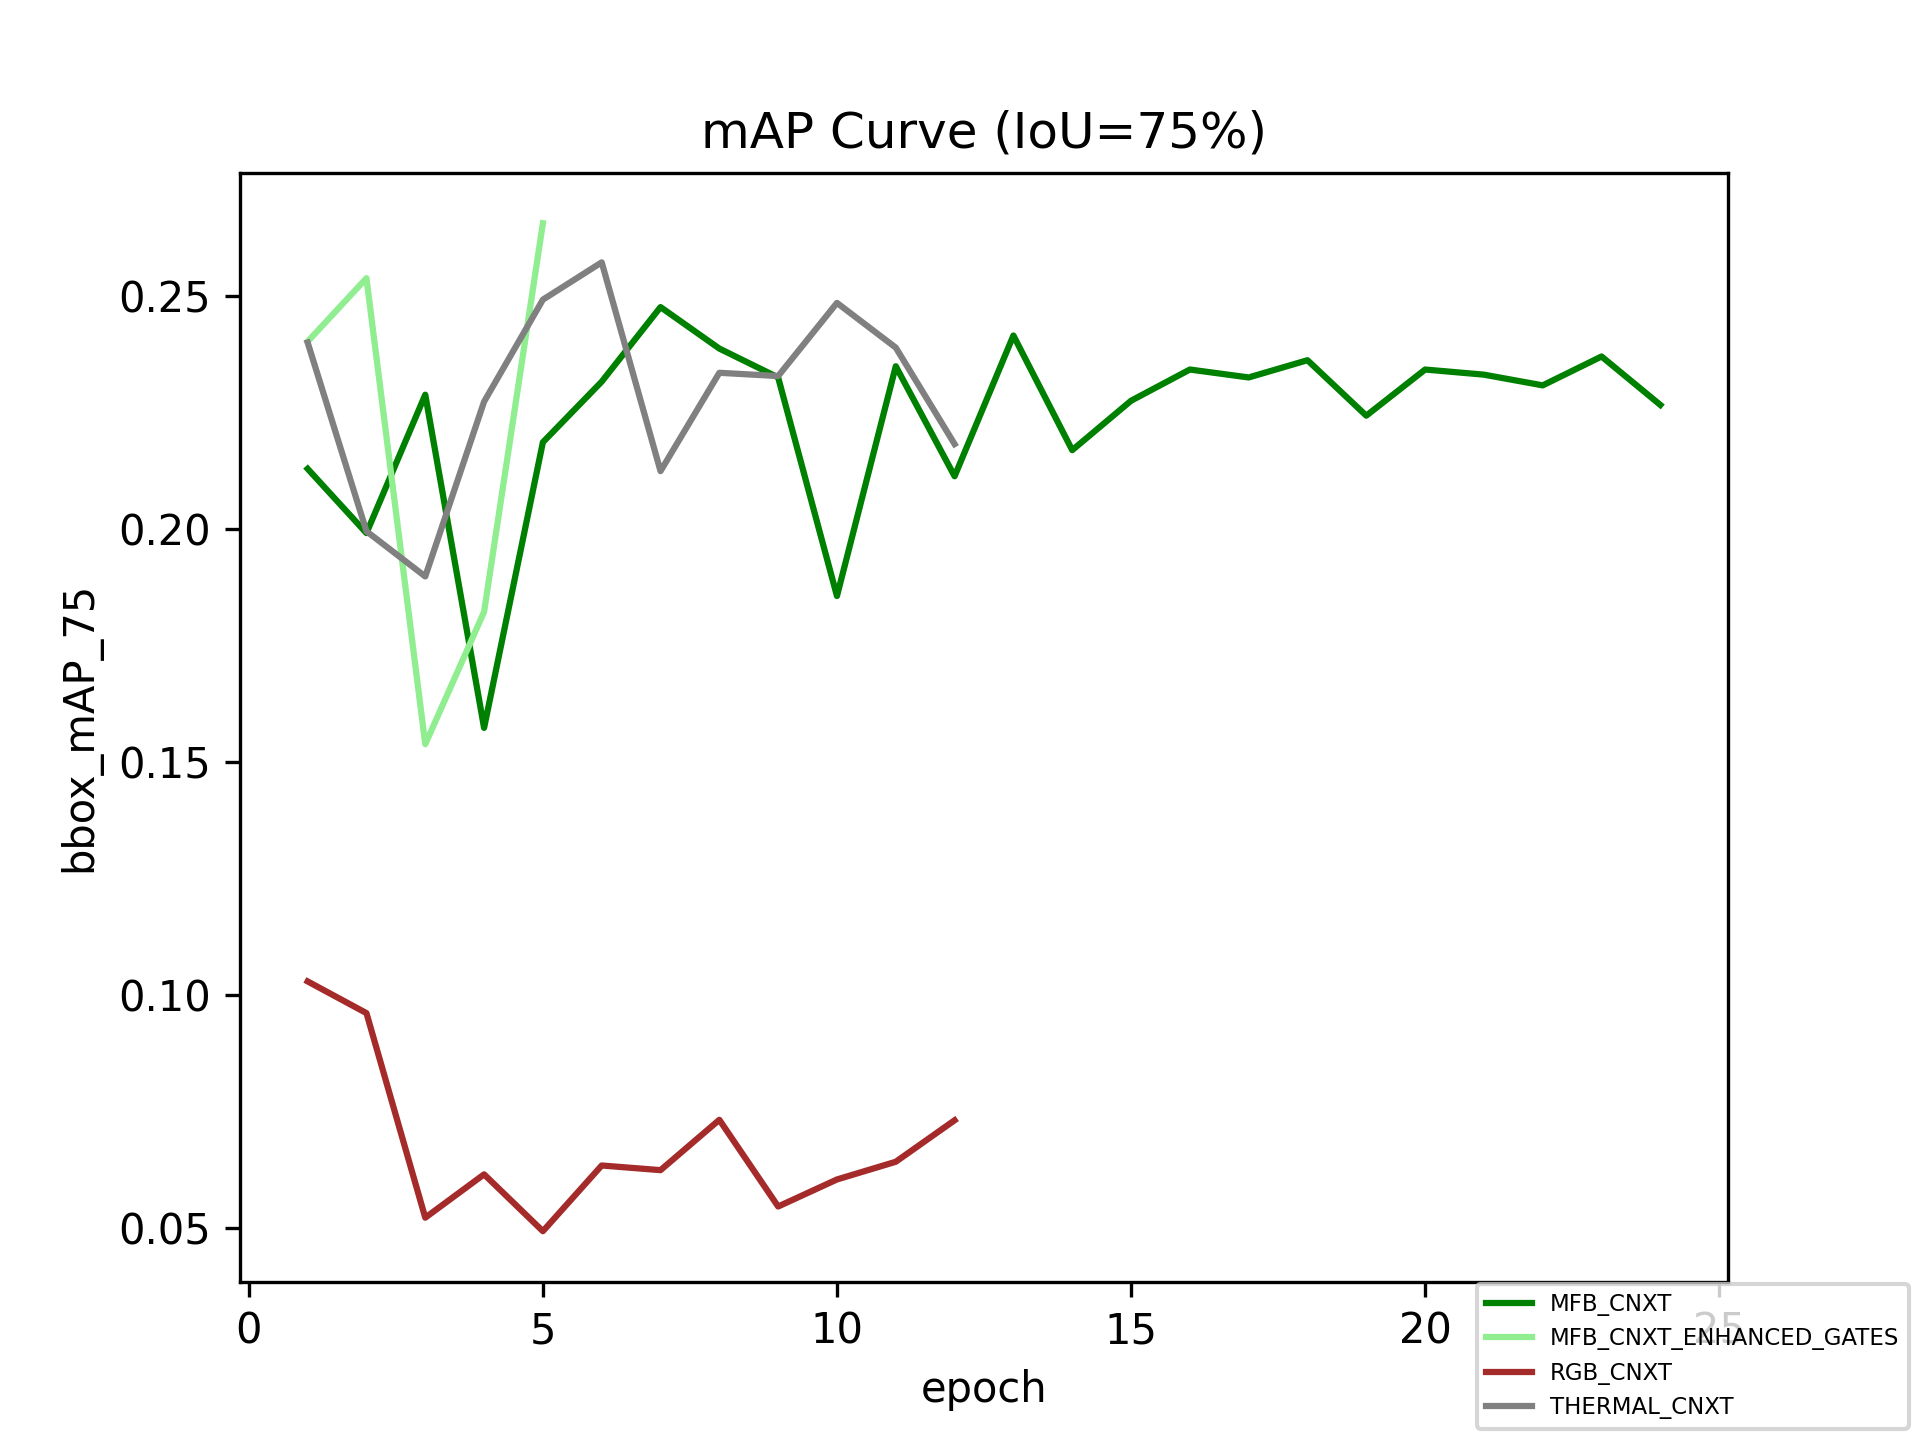 mAP Curve (IoU=75%)
bbox_mAP_75
0.25
0.20
0.15
0.10
0.05
0
5
10
15
20
25
epoch
MFB_CNXT
MFB_CNXT_ENHANCED_GATES
RGB_CNXT
THERMAL_CNXT